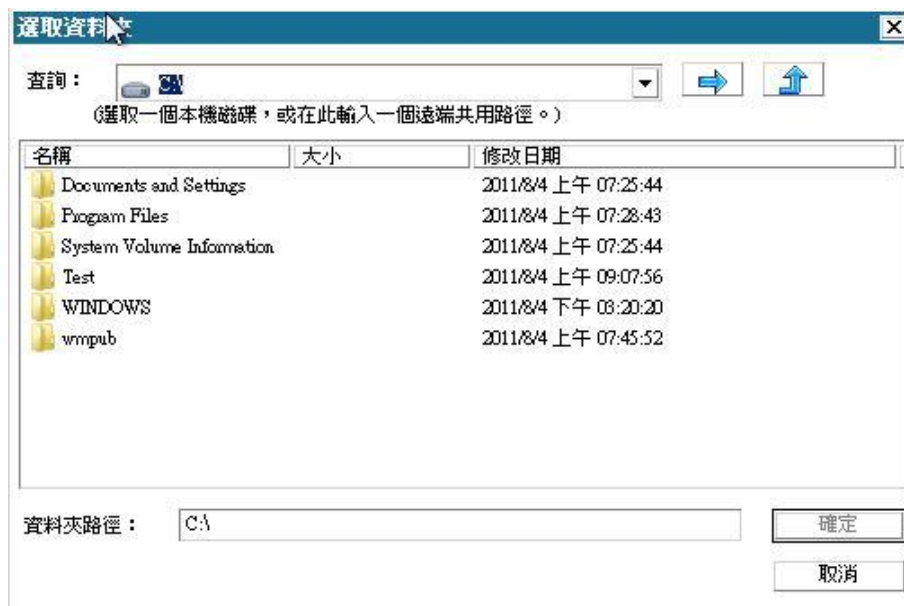 選取資料夾
查詢： C:\
(選取一個本機磁碟，或在此輸入一個遠端共用路徑。)
名稱 大小 修改日期
Documents and Settings 2011/8/4 上午 07:25:44
Program Files 2011/8/4 上午 07:28:43
System Volume Information 2011/8/4 上午 07:25:44
Test 2011/8/4 上午 09:07:56
WINDOWS 2011/8/4 下午 03:20:20
wmpub 2011/8/4 上午 07:45:52
資料夾路徑： C:\ 確定
取消